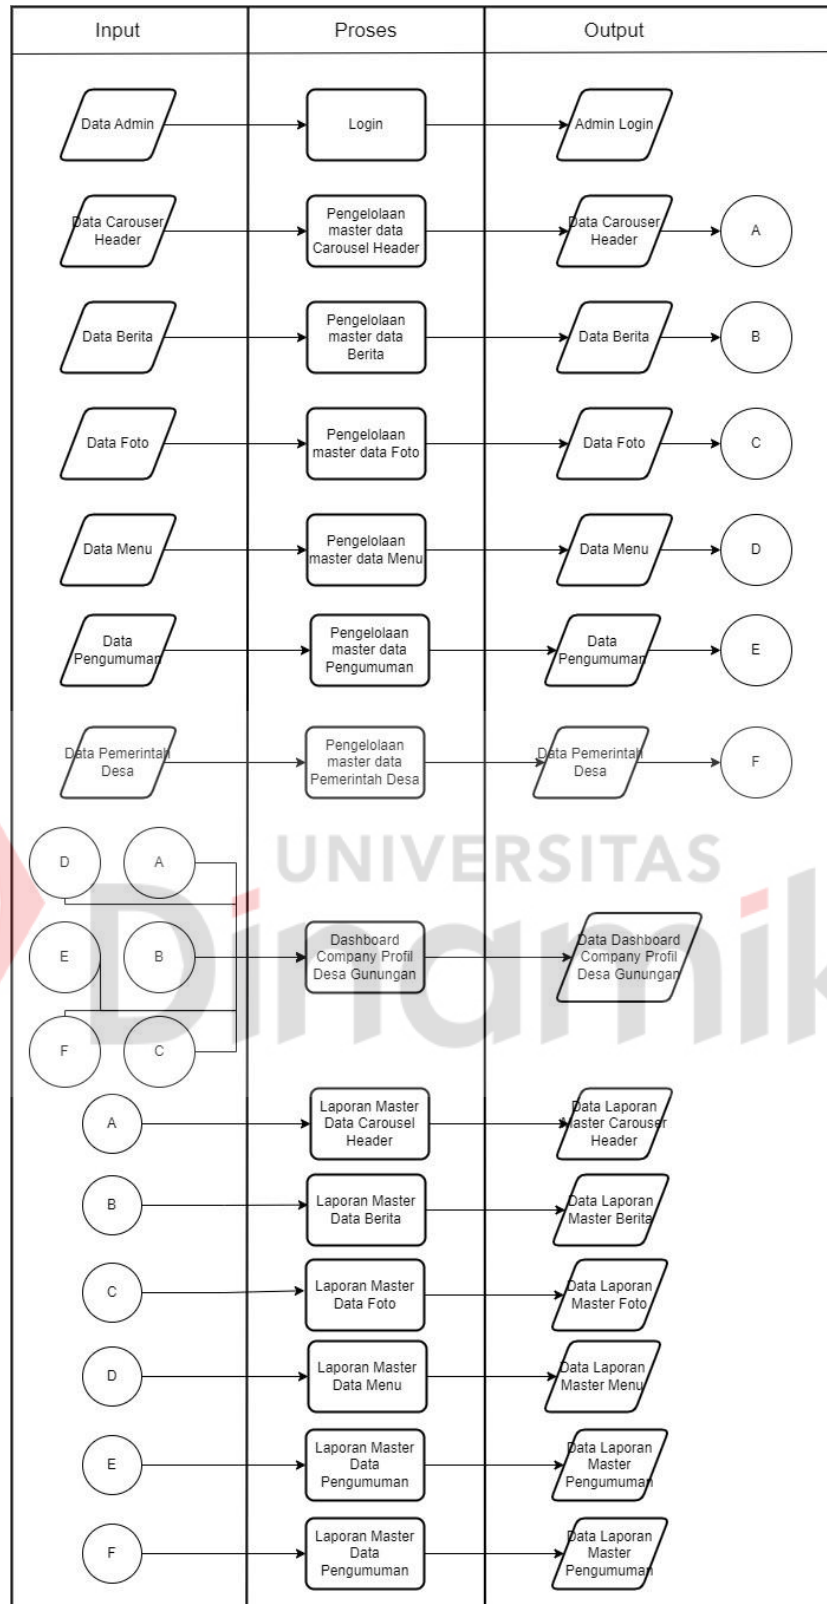 Input
Proses
Output
Data Admin
Login
Admin Login
Data Carouser
Header
Pengelolaan
master data
Carousel Header
Data Carouser
Header
A
Data Berita
Pengelolaan
master data
Berita
Data Berita
B
Data Foto
Pengelolaan
master data Foto
Data Foto
C
Data Menu
Pengelolaan
master data Menu
Data Menu
D
Data
Pengumuman
Pengelolaan
master data
Pengumuman
Data
Pengumuman
E
Data Pemerintah
Desa
Pengelolaan
master data
Pemerintah Desa
Data Pemerintah
Desa
F
UNIVERSITAS
Dinamik
D
A
E
B
Dashboard
Company Profil
Desa Gunungan
Data Dashboard
Company Profil
Desa Gunungan
F
C
A
Laporan Master
Data Carousel
Header
Data Laporan
Master Carouser
Header
B
Laporan Master
Data Berita
Data Laporan
Master Berita
C
Laporan Master
Data Foto
Data Laporan
Master Foto
D
Laporan Master
Data Menu
Data Laporan
Master Menu
E
Laporan Master
Data
Pengumuman
Data Laporan
Master
Pengumuman
F
Laporan Master
Data
Pengumuman
Data Laporan
Master
Pengumuman